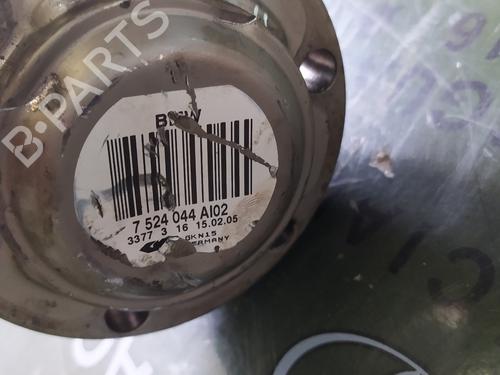 B·PARTS
BMW
7 524 044 AI02
3377 3 16 15.02.05
GKN15
GERMANY